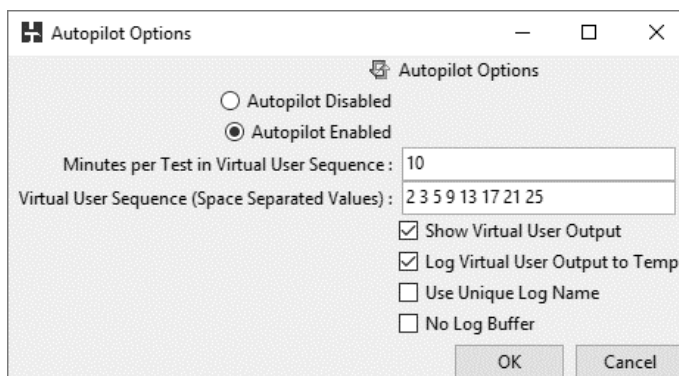 Autopilot Options
Autopilot Options
Autopilot Disabled
Autopilot Enabled
Minutes per Test in Virtual User Sequence : 10
Virtual User Sequence (Space Separated Values) : 2 3 5 9 13 17 21 25
Show Virtual User Output
Log Virtual User Output to Temp
Use Unique Log Name
No Log Buffer
OK Cancel